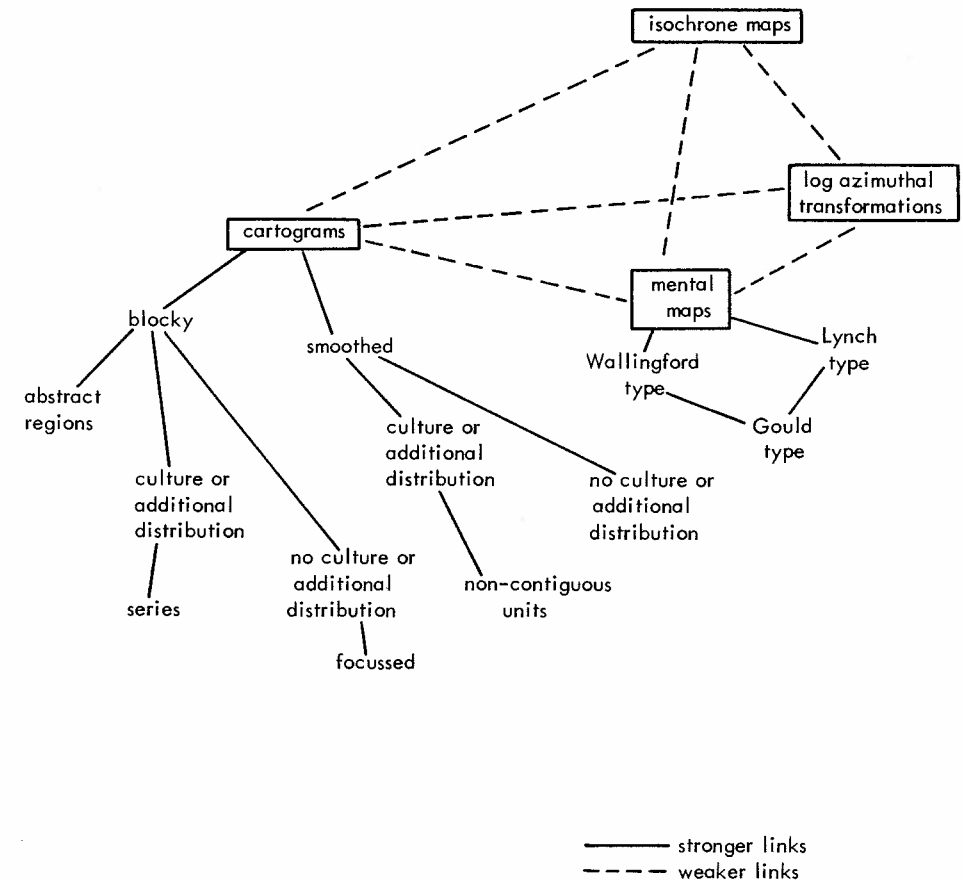 isochrone maps
log azimuthal
transformations
cartograms
mental
maps
blocky
smoothed
Wallingford
type
Lynch
type
Gould
type
abstract
regions
culture or
additional
distribution
culture or
additional
distribution
no culture or
additional
distribution
series
no culture or
additional
distribution
non-contiguous
units
focussed
stronger links
weaker links